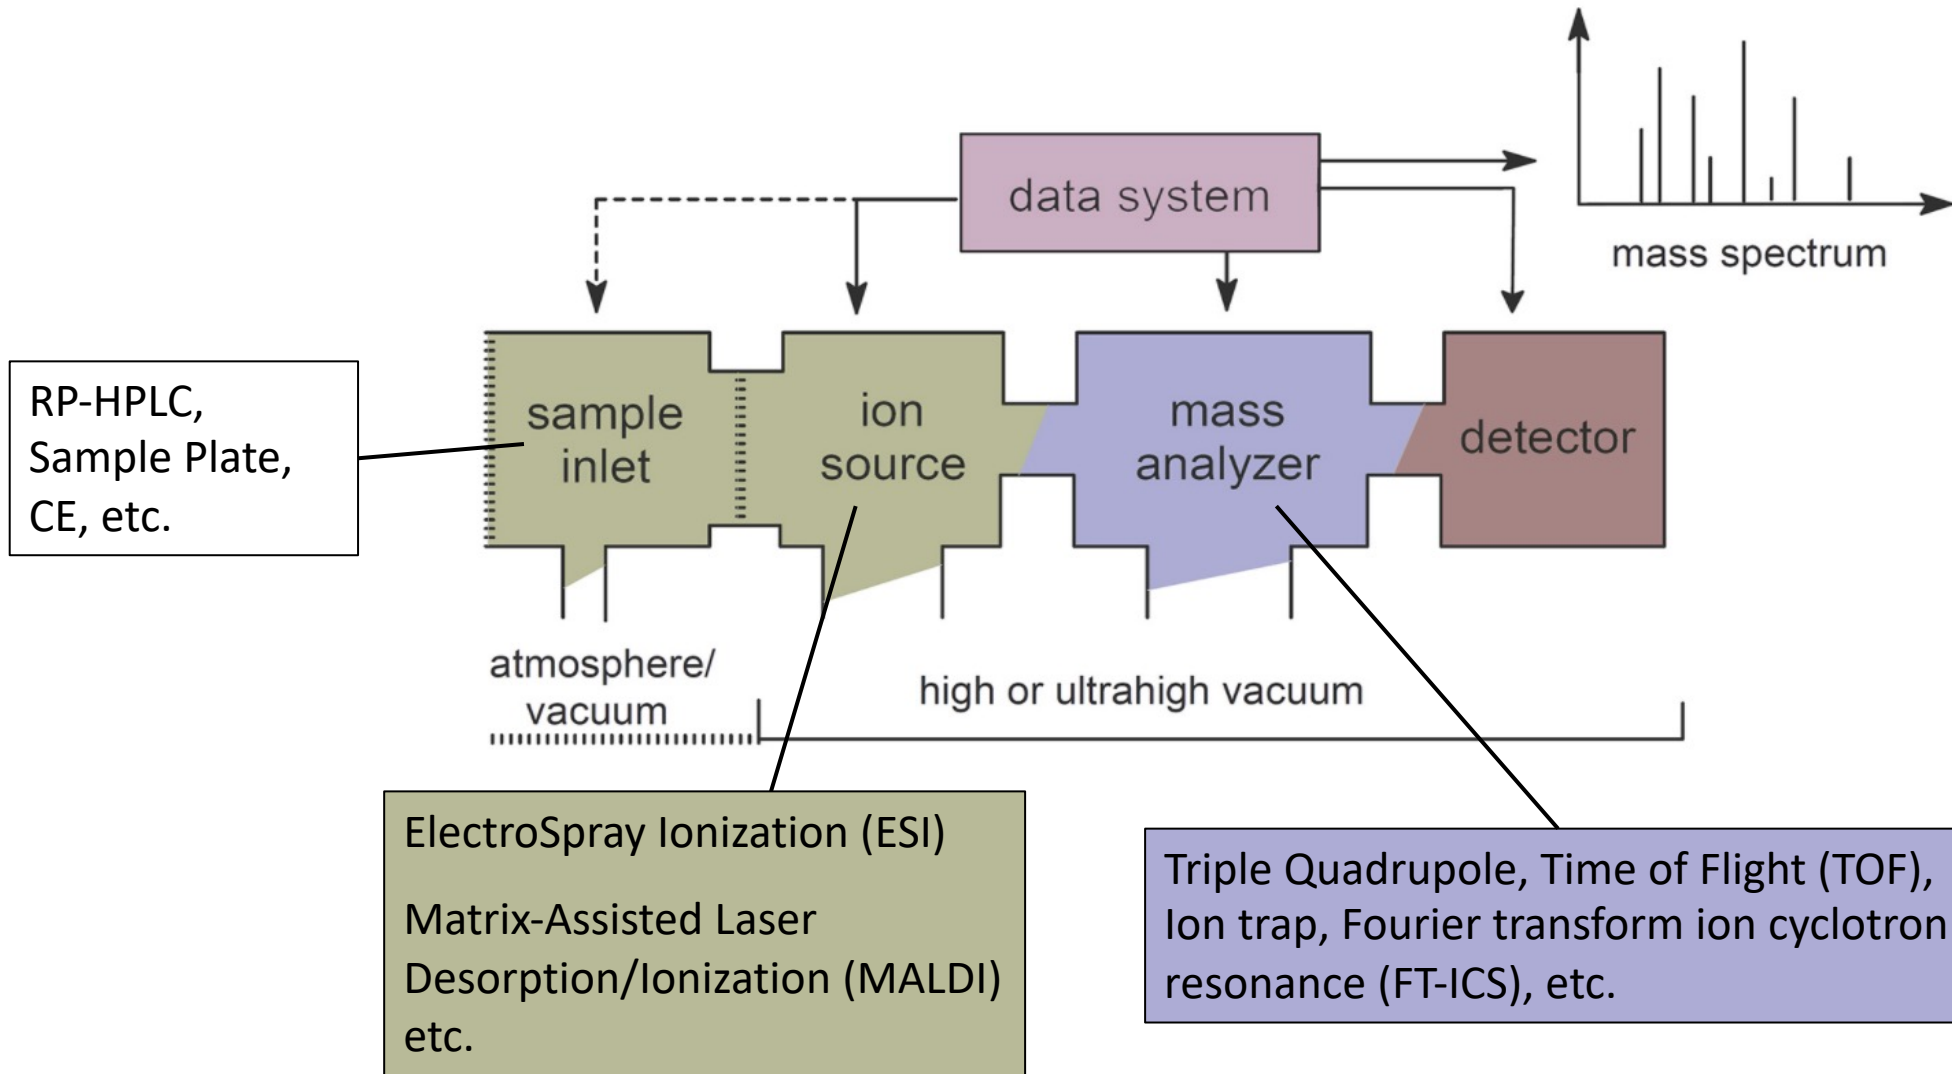 data system
mass spectrum
RP-HPLC,
Sample Plate,
CE, etc.
sample
inlet
ion
source
mass
analyzer
detector
atmosphere/
vacuum
high or ultrahigh vacuum
ElectroSpray Ionization (ESI)
Matrix-Assisted Laser
Desorption/Ionization (MALDI)
etc.
Triple Quadrupole, Time of Flight (TOF),
Ion trap, Fourier transform ion cyclotron
resonance (FT-ICS), etc.